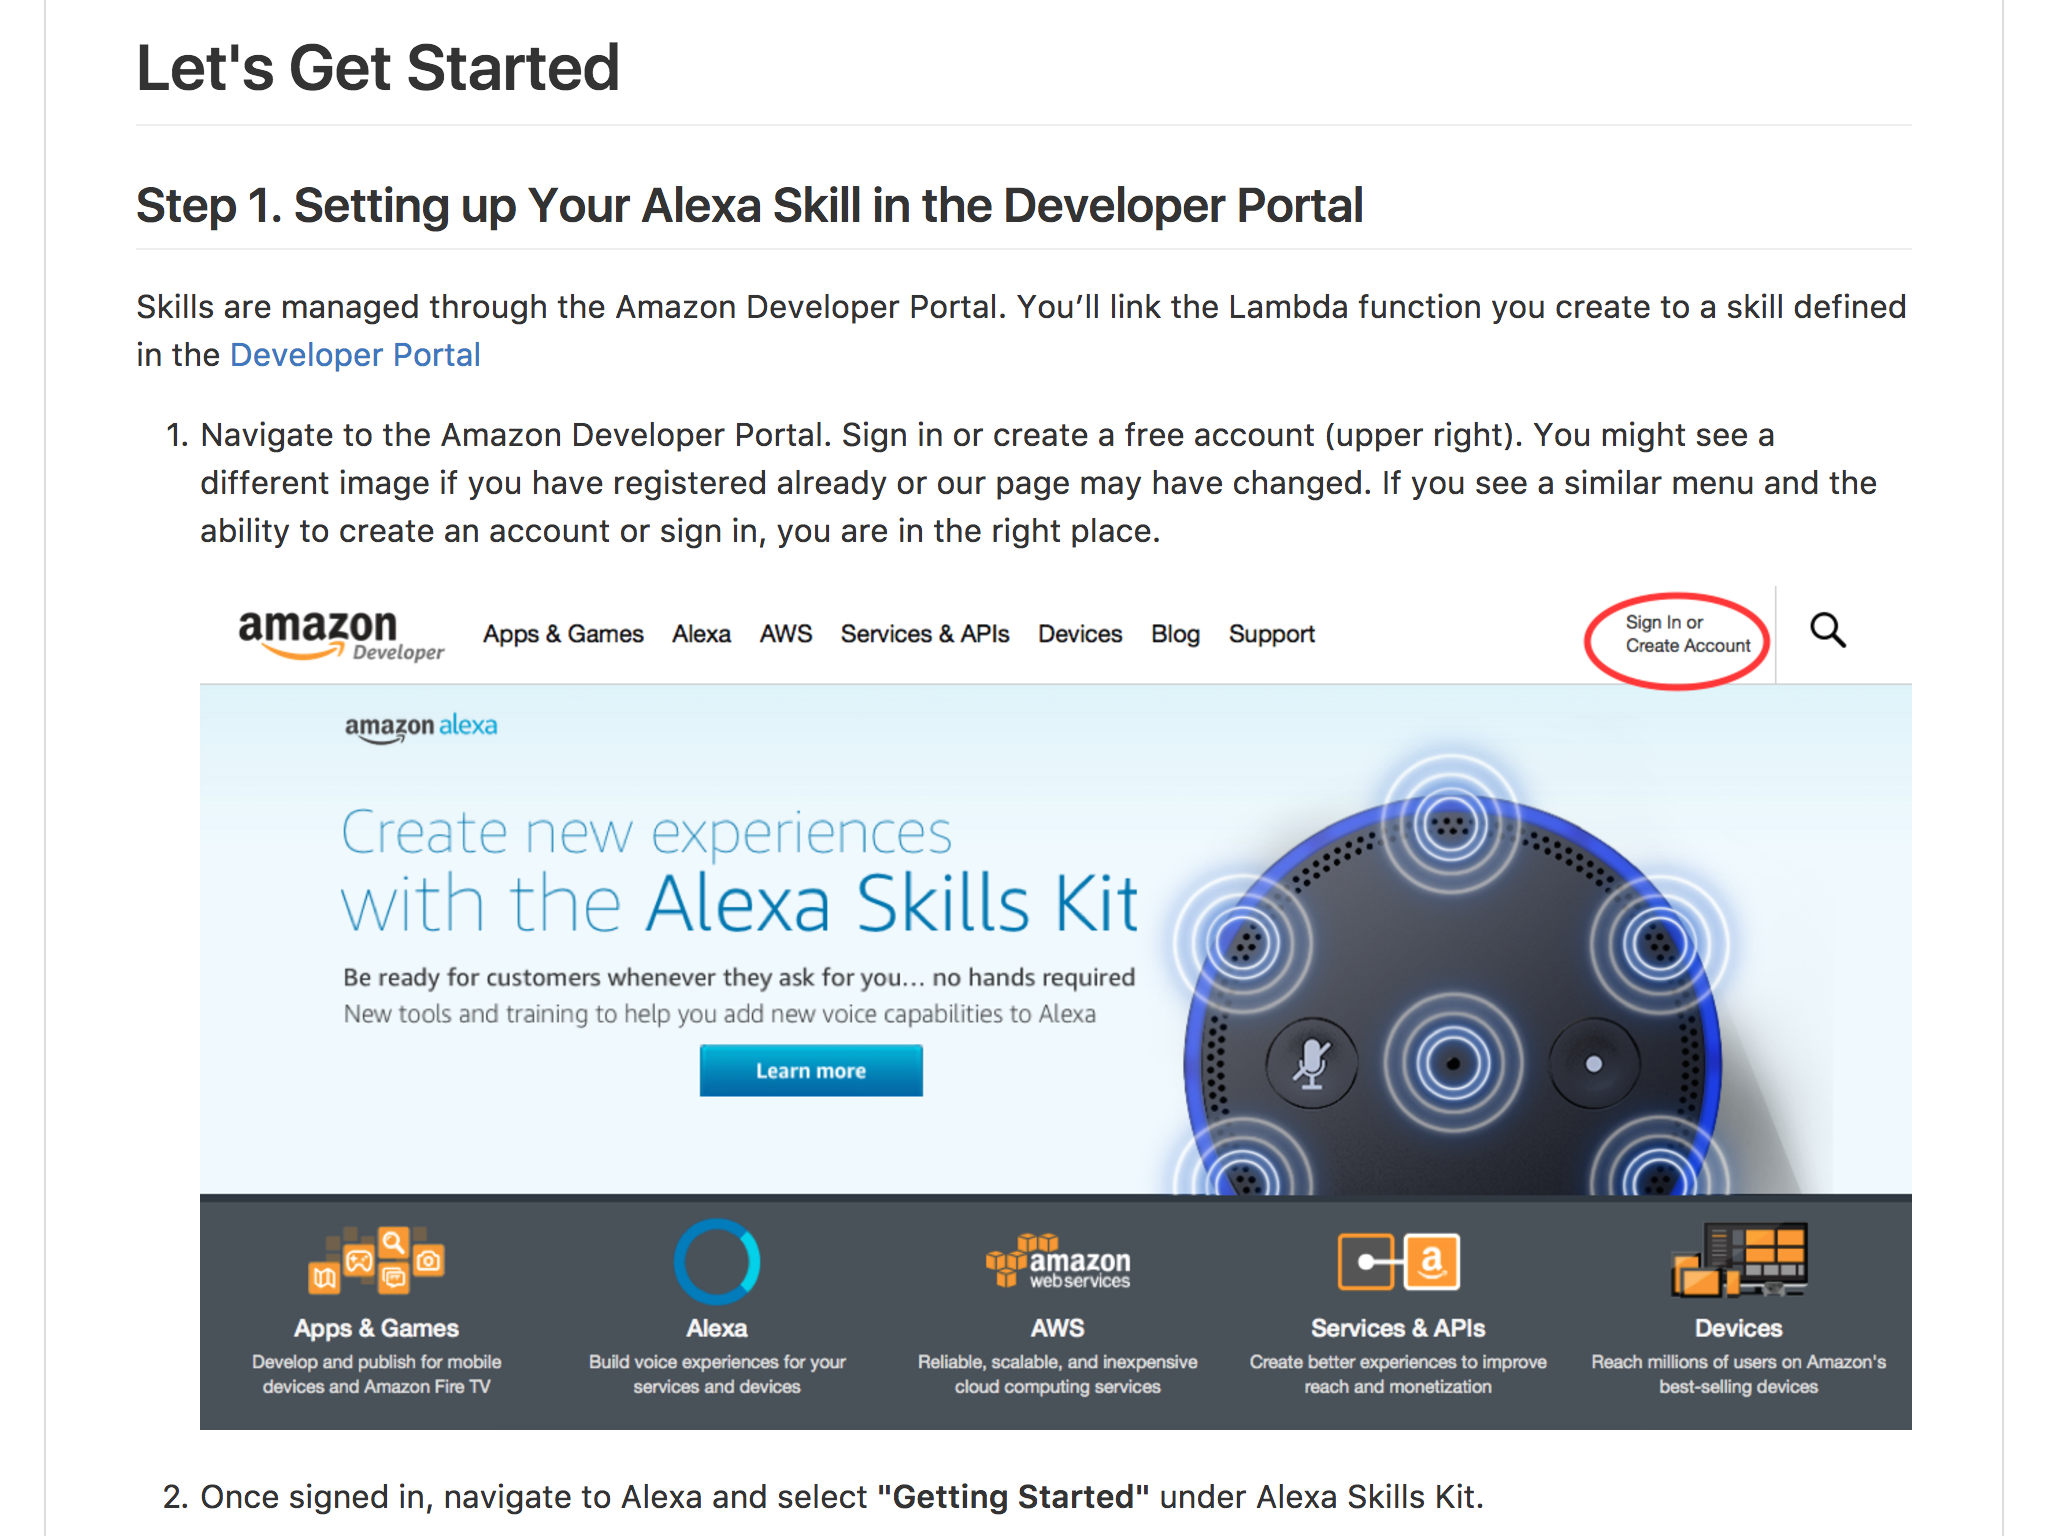 Let's Get Started
Step 1. Setting up Your Alexa Skill in the Developer Portal
Skills are managed through the Amazon Developer Portal. You’ll link the Lambda function you create to a skill defined
in the Developer Portal
1. Navigate to the Amazon Developer Portal. Sign in or create a free account (upper right). You might see a
different image if you have registered already or our page may have changed. If you see a similar menu and the
ability to create an account or sign in, you are in the right place.
amazon
Developer
Apps & Games Alexa AWS Services & APIs Devices Blog Support
Sign In or
Create Account
amazon alexa
Create new experiences
with the Alexa Skills Kit
Be ready for customers whenever they ask for you... no hands required
New tools and training to help you add new voice capabilities to Alexa
Learn more
Apps & Games
Develop and publish for mobile
devices and Amazon Fire TV
Alexa
Build voice experiences for your
services and devices
amazon
web services
AWS
Reliable, scalable, and inexpensive
cloud computing services
a
Services & APIs
Create better experiences to improve
reach and monetization
Devices
Reach millions of users on Amazon's
best-selling devices
2. Once signed in, navigate to Alexa and select "Getting Started" under Alexa Skills Kit.